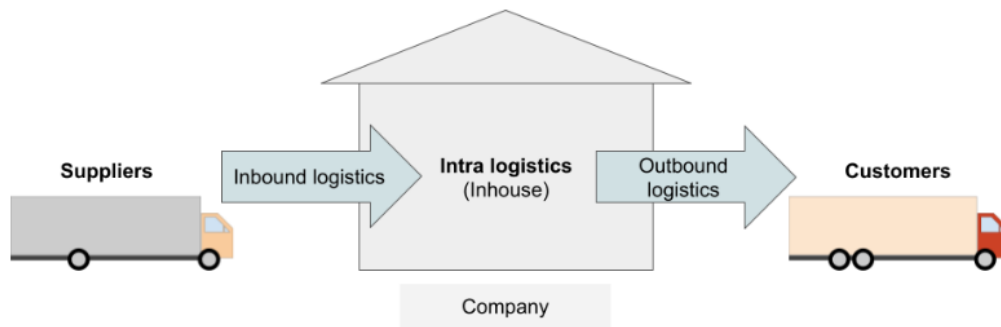 Suppliers
Inbound logistics
Intra logistics
(Inhouse)
Outbound
logistics
Customers
Company